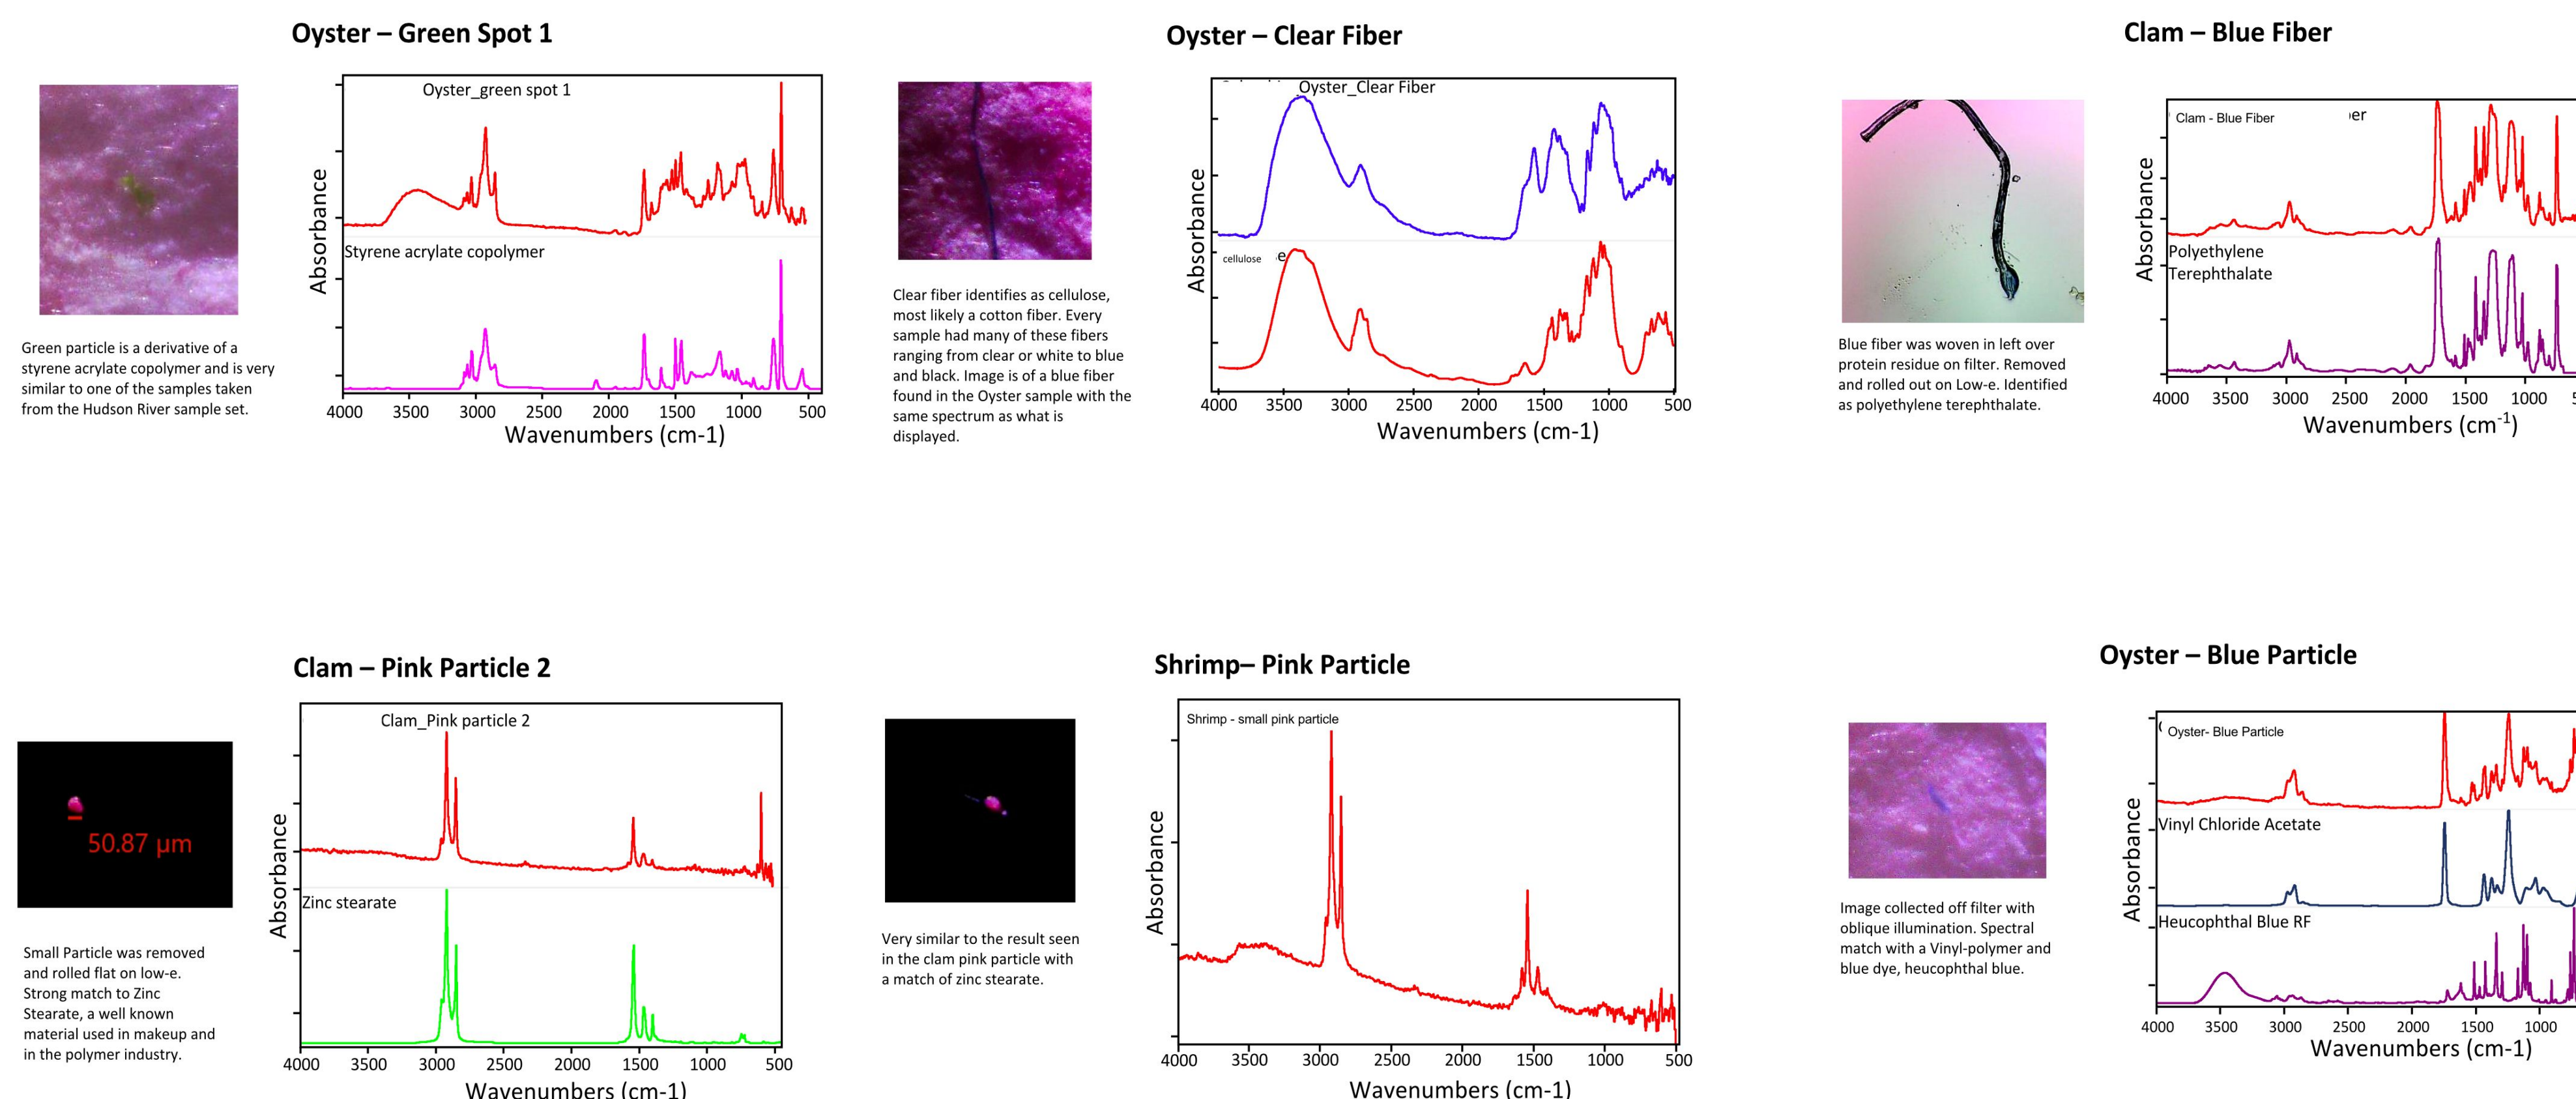 Oyster – Green Spot 1
Oyster_green spot 1
Styrene acrylate copolymer
Absorbance
4000 3500 3000 2500 2000 1500 1000 500
Wavenumbers (cm-1)
Green particle is a derivative of a
styrene acrylate copolymer and is very
similar to one of the samples taken
from the Hudson River sample set.
Oyster – Clear Fiber
Oyster_Clear Fiber
cellulose e
Absorbance
4000 3500 3000 2500 2000 1500 1000 500
Wavenumbers (cm-1)
Clear fiber identifies as cellulose,
most likely a cotton fiber. Every
sample had many of these fibers
ranging from clear or white to blue
and black. Image is of a blue fiber
found in the Oyster sample with the
same spectrum as what is
displayed.
Clam – Blue Fiber
Clam - Blue Fiber er
Polyethylene
Terephthalate
Absorbance
4000 3500 3000 2500 2000 1500 1000
Wavenumbers (cm-1)
Blue fiber was woven in left over
protein residue on filter. Removed
and rolled out on Low-e. Identified
as polyethylene terephthalate.
Clam – Pink Particle 2
Clam_Pink particle 2
Zinc stearate
Absorbance
4000 3500 3000 2500 2000 1500 1000 500
Wavenumbers (cm-1)
50.87 µm
Small Particle was removed
and rolled flat on low-e.
Strong match to Zinc
Stearate, a well known
material used in makeup and
in the polymer industry.
Shrimp– Pink Particle
Shrimp - small pink particle
Absorbance
4000 3500 3000 2500 2000 1500 1000 500
Wavenumbers (cm-1)
Very similar to the result seen
in the clam pink particle with
a match of zinc stearate.
Oyster – Blue Particle
Oyster- Blue Particle
Vinyl Chloride Acetate
Heucophthal Blue RF
Absorbance
4000 3500 3000 2500 2000 1500 1000
Wavenumbers (cm-1)
Image collected off filter with
oblique illumination. Spectral
match with a Vinyl-polymer and
blue dye, heucophthal blue.